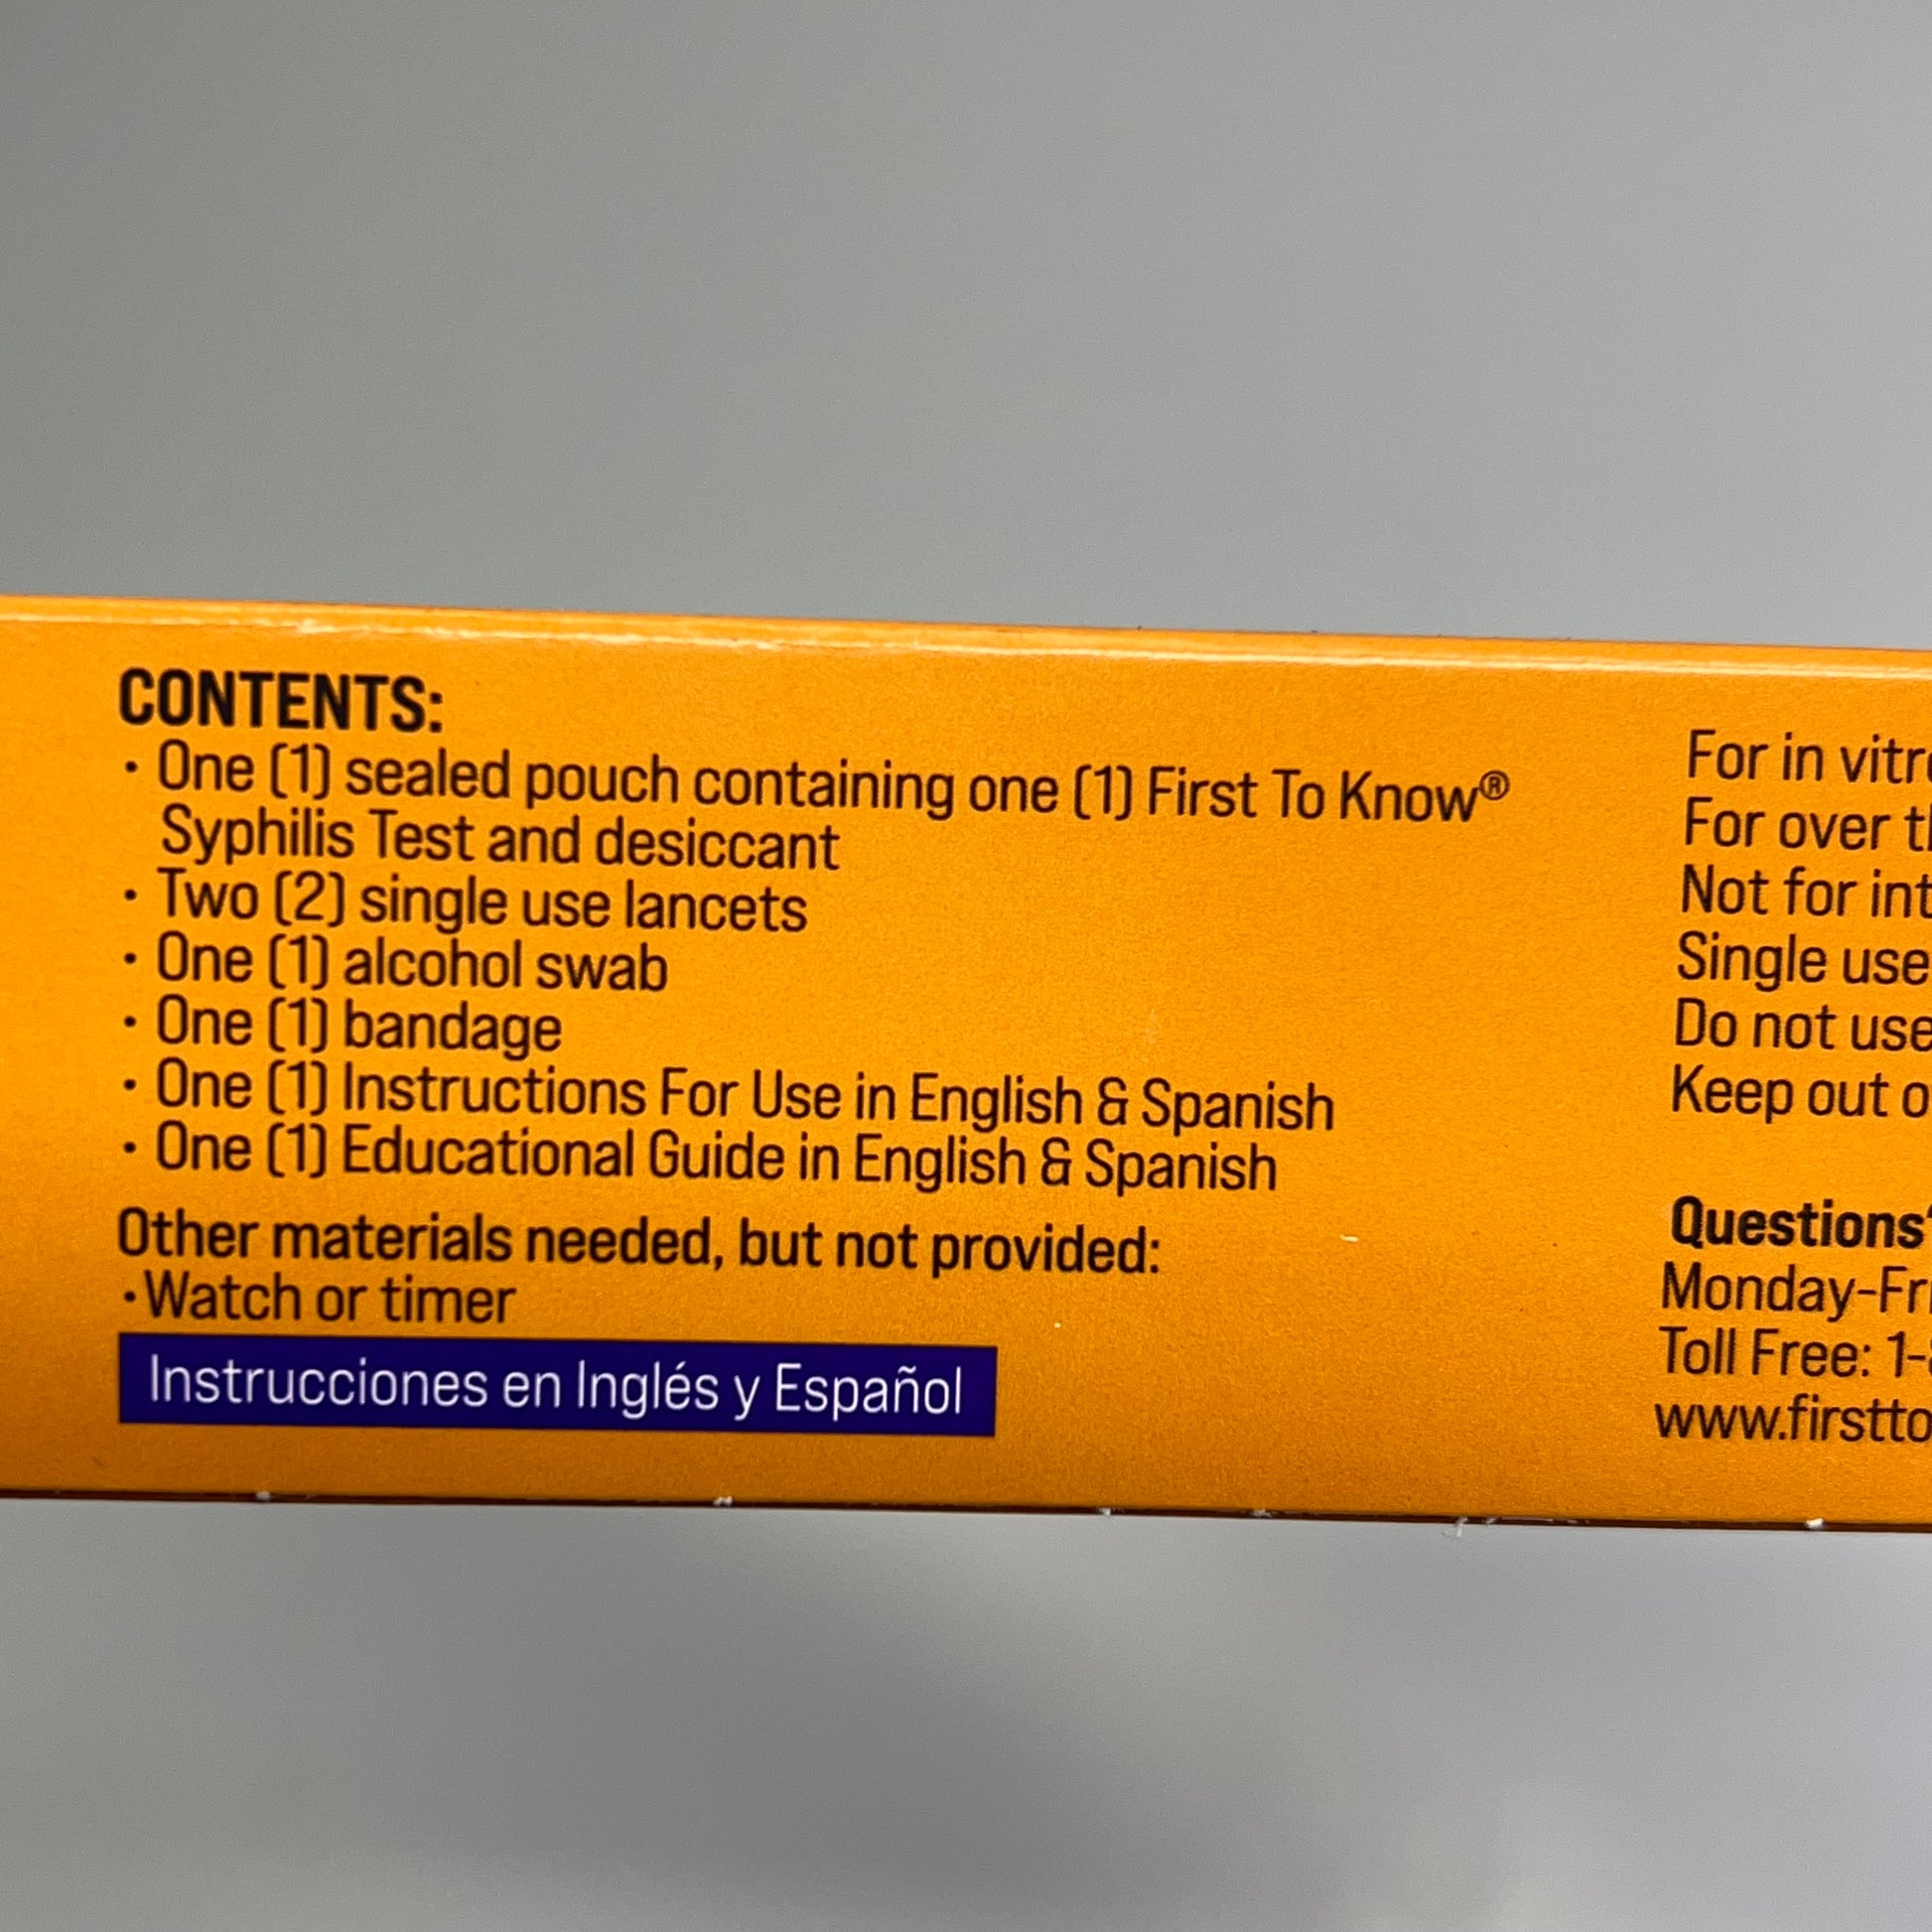 CONTENTS:
• One (1) sealed pouch containing one (1) First To Know®
Syphilis Test and desiccant
• Two (2) single use lancets
• One (1) alcohol swab
• One (1) bandage
• One (1) Instructions For Use in English & Spanish
• One (1) Educational Guide in English & Spanish
Other materials needed, but not provided:
•Watch or timer
Instrucciones en Inglés y Español
For in
For over
Not for
Single use
Do not use
Keep out
Questions
Toll Free: